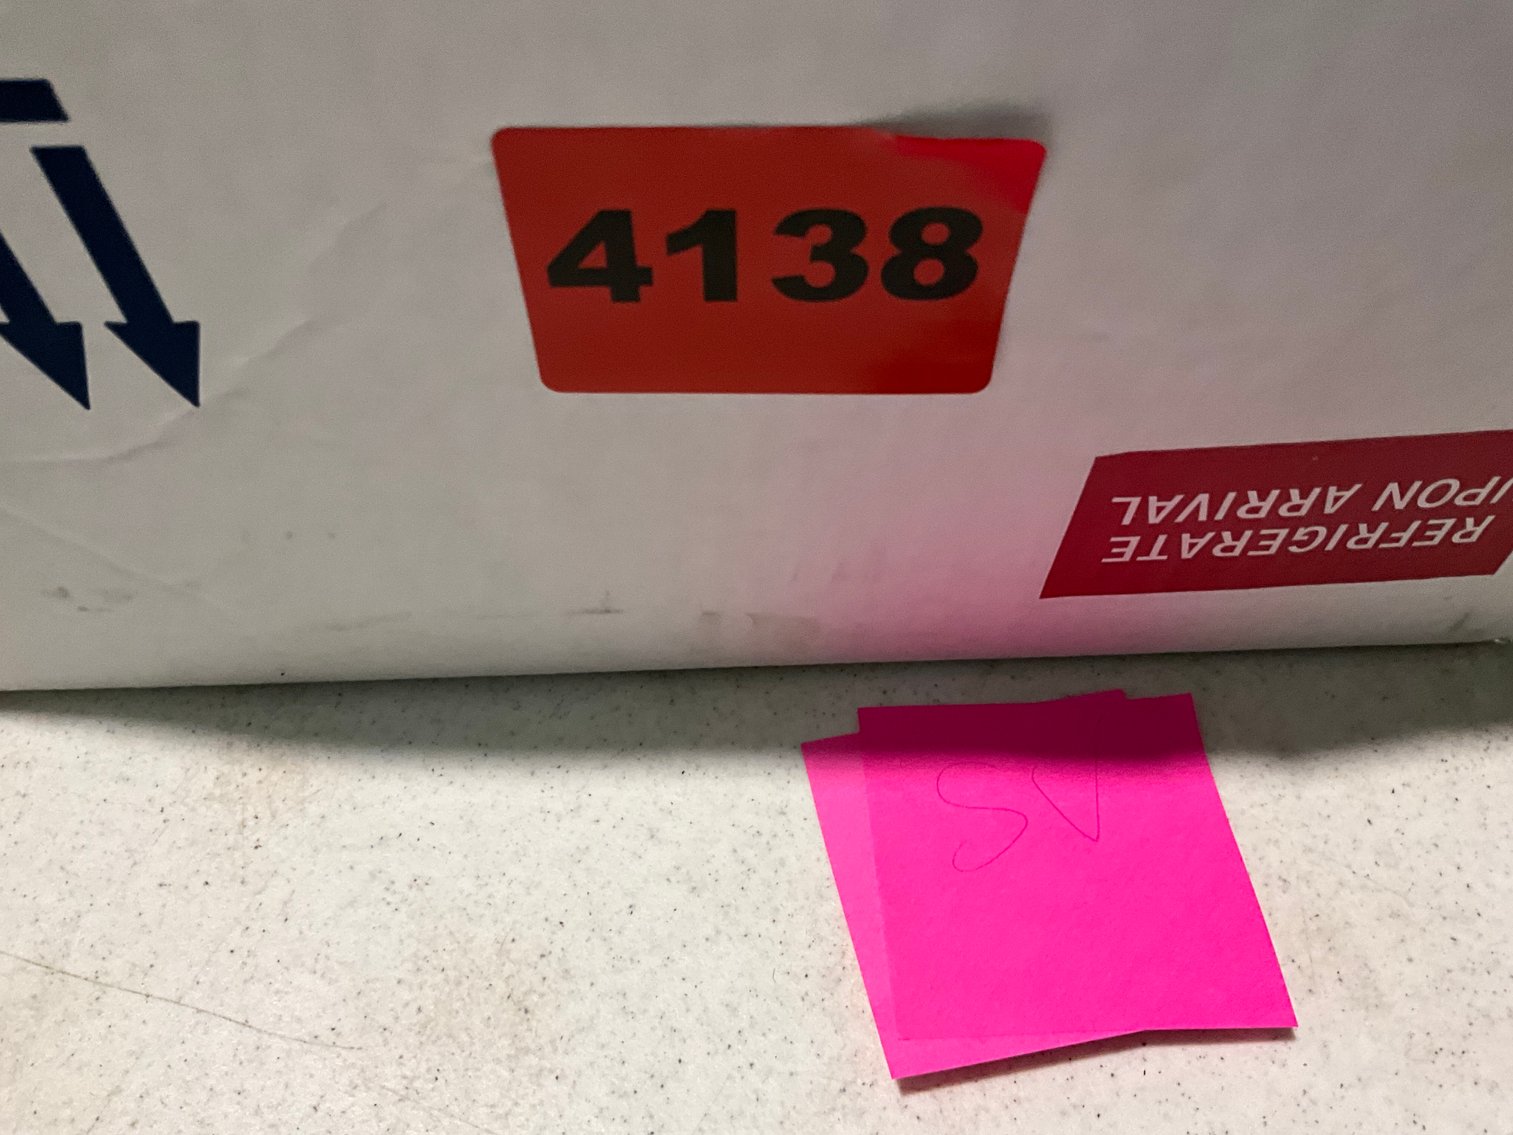 4138
REFRIGERATE
UPON ARRIVAL